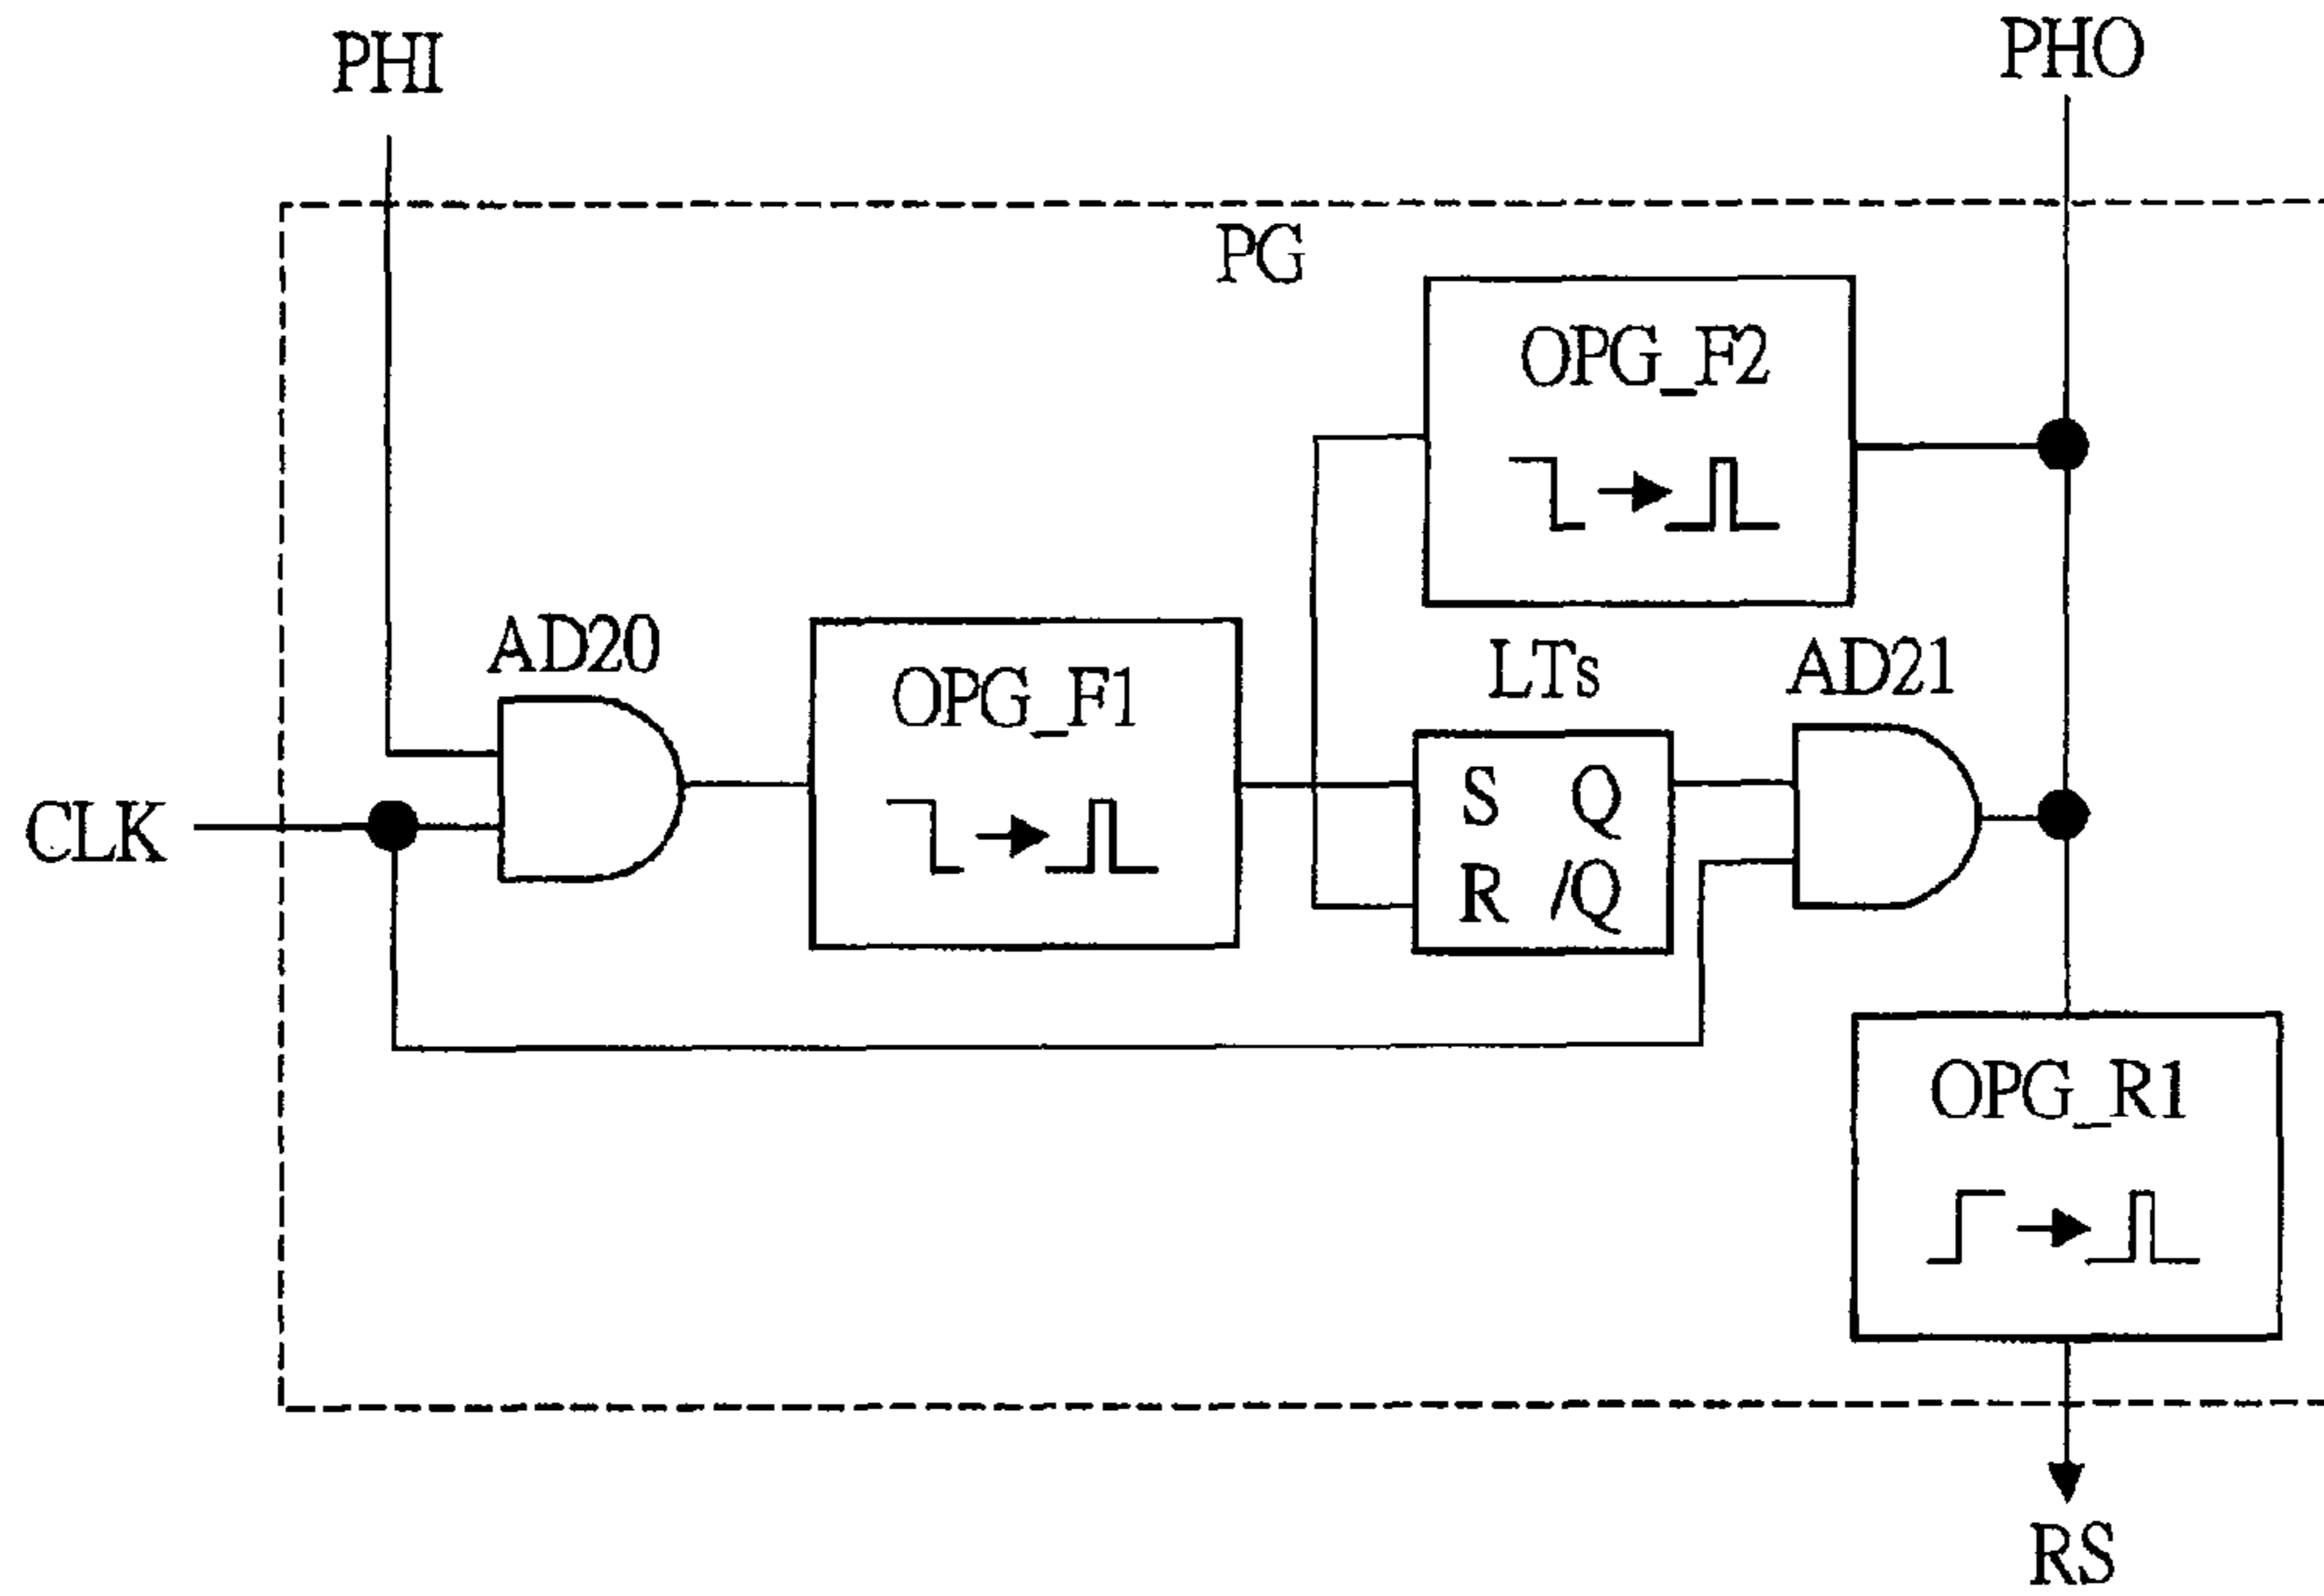 PHI
PHO
PG
OPG_F2
AD20
OPG_F1
LTs
AD21
S Q
R /Q
CLK
OPG_R1
RS